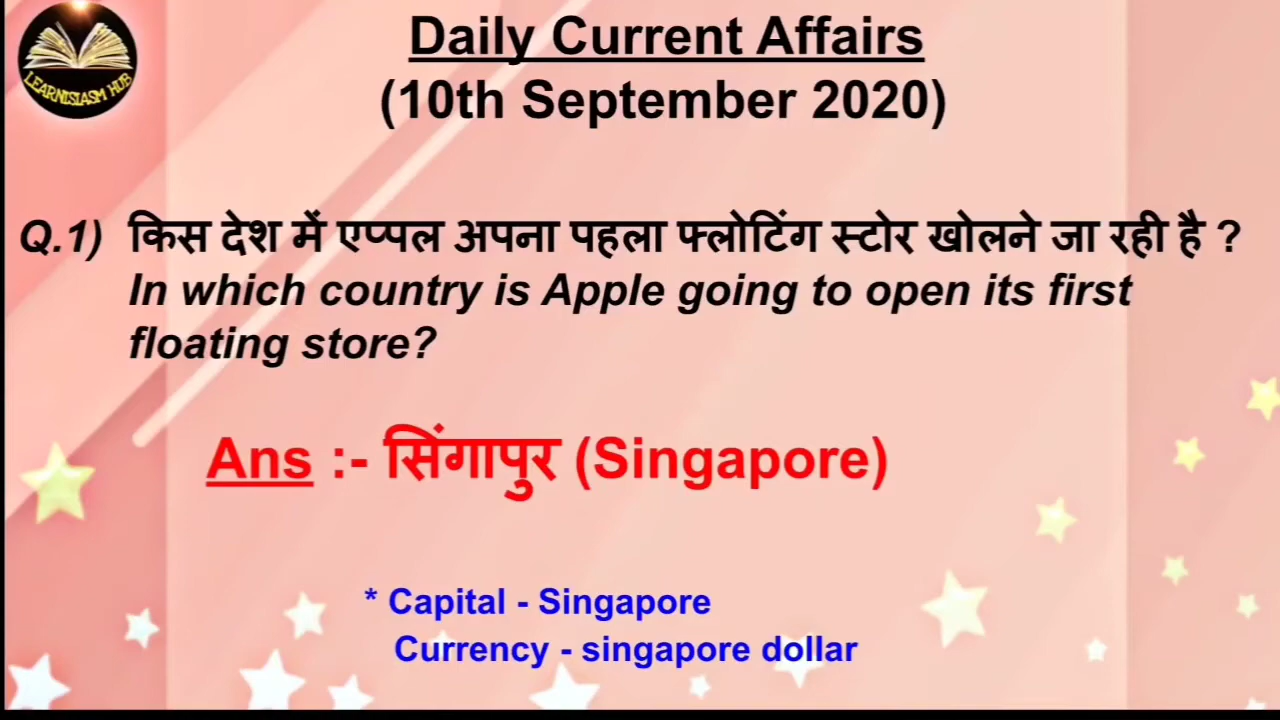 LEARNISIASM HUB
Daily Current Affairs
(10th September 2020)
Q.1) किस देश में एप्पल अपना पहला फ्लोटिंग स्टोर खोलने जा रही है ?
In which country is Apple going to open its first
floating store?
Ans :- सिंगापुर (Singapore)
* Capital - Singapore
Currency - singapore dollar